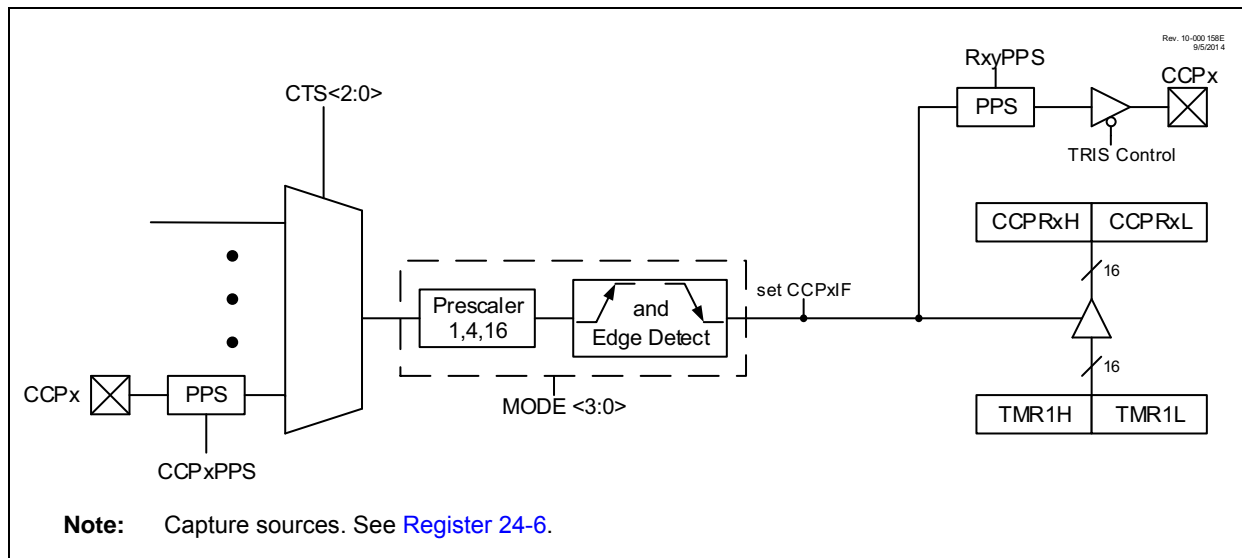 Rev. 10-000 158E
9/5/201 4
RxyPPS
CCPx
CTS<2:0>
PPS
TRIS Control
CCPRxH
CCPRxL
16
Prescaler
1,4,16
and
Edge Detect
set CCPxIF
16
CCPx
PPS
MODE <3:0>
TMR1H
TMR1L
CCPxPPS
Note: Capture sources. See Register 24-6.